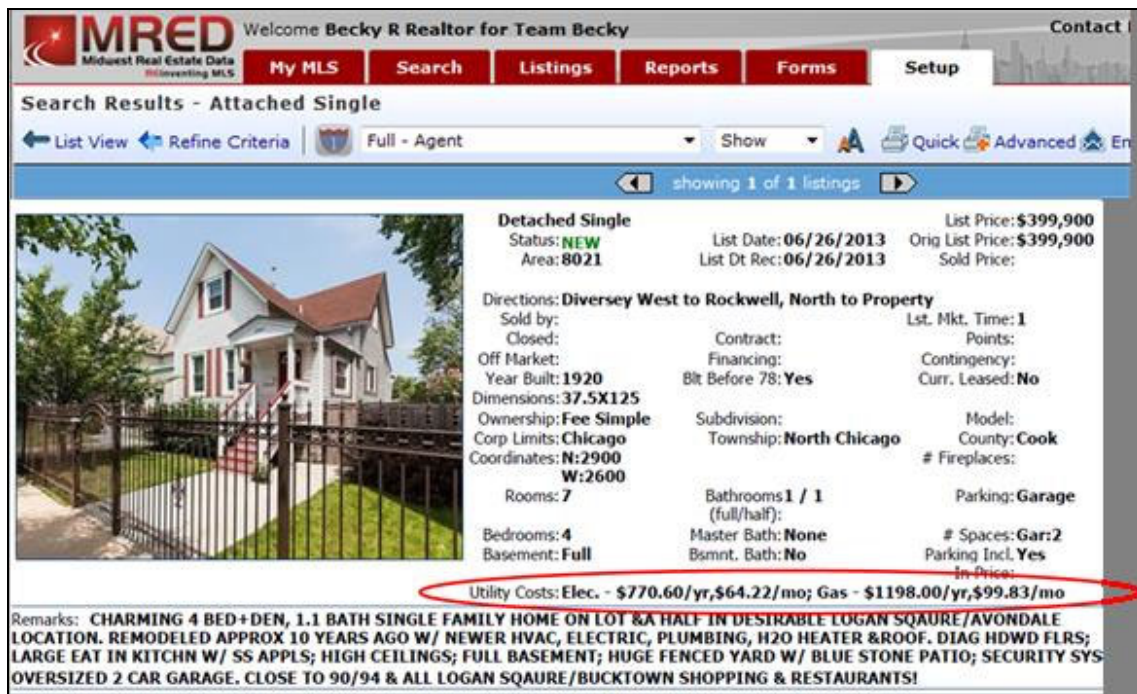 MRED
Midwest Real Estate Data
REinventing MLS
Welcome Becky R Realtor for Team Becky
Contact
My MLS Search Listings Reports Forms Setup
Search Results - Attached Single
List View Refine Criteria Full - Agent Show AA Quick Advanced
showing 1 of 1 listings
Detached Single List Price:$399,900
Status:NEW List Date:06/26/2013 Orig List Price:$399,900
Area:8021 List Dt Rec:06/26/2013 Sold Price:
Directions:Diversey West to Rockwell, North to Property
Sold by: Lst. Mkt. Time:1
Closed: Contract: Points:
Off Market: Financing: Contingency:
Year Built:1920 Blt Before 78:Yes Curr. Leased:No
Dimensions:37.5X125
Ownership:Fee Simple Subdivision: Model:
Corp Limits:Chicago Township:North Chicago County:Cook
Coordinates:N:2900 # Fireplaces:
W:2600
Rooms:7 Bathrooms1 / 1 Parking:Garage
(full/half):
Bedrooms:4 Master Bath:None # Spaces:Gar:2
Basement:Full Bsmnt. Bath:No Parking Incl.Yes
In Price:
Utility Costs:Elec. - $770.60/yr,$64.22/mo; Gas - $1198.00/yr,$99.83/mo
Remarks: CHARMING 4 BED+DEN, 1.1 BATH SINGLE FAMILY HOME ON LOT &A HALF IN DESIRABLE LOGAN SQAURE/AVONDALE
LOCATION. REMODELED APPROX 10 YEARS AGO W/ NEWER HVAC, ELECTRIC, PLUMBING, H2O HEATER &ROOF. DIAG HDWD FLRS;
LARGE EAT IN KITCHN W/ SS APPLS; HIGH CEILINGS; FULL BASEMENT; HUGE FENCED YARD W/ BLUE STONE PATIO; SECURITY SYS
OVERSIZED 2 CAR GARAGE. CLOSE TO 90/94 & ALL LOGAN SQAURE/BUCKTOWN SHOPPING & RESTAURANTS!